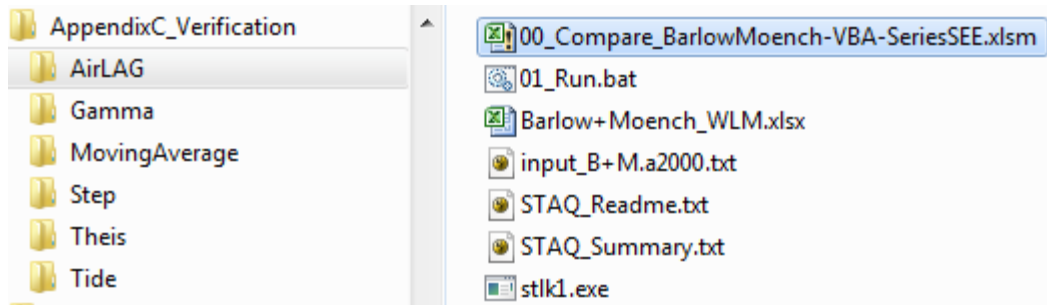 AppendixC_Verification
AirLAG
Gamma
MovingAverage
Step
Theis
Tide
00_Compare_BarlowMoench-VBA-SeriesSEE.xlsm
01_Run.bat
Barlow+Moench_WLM.xlsx
input_B+M.a2000.txt
STAQ_Readme.txt
STAQ_Summary.txt
stlk1.exe